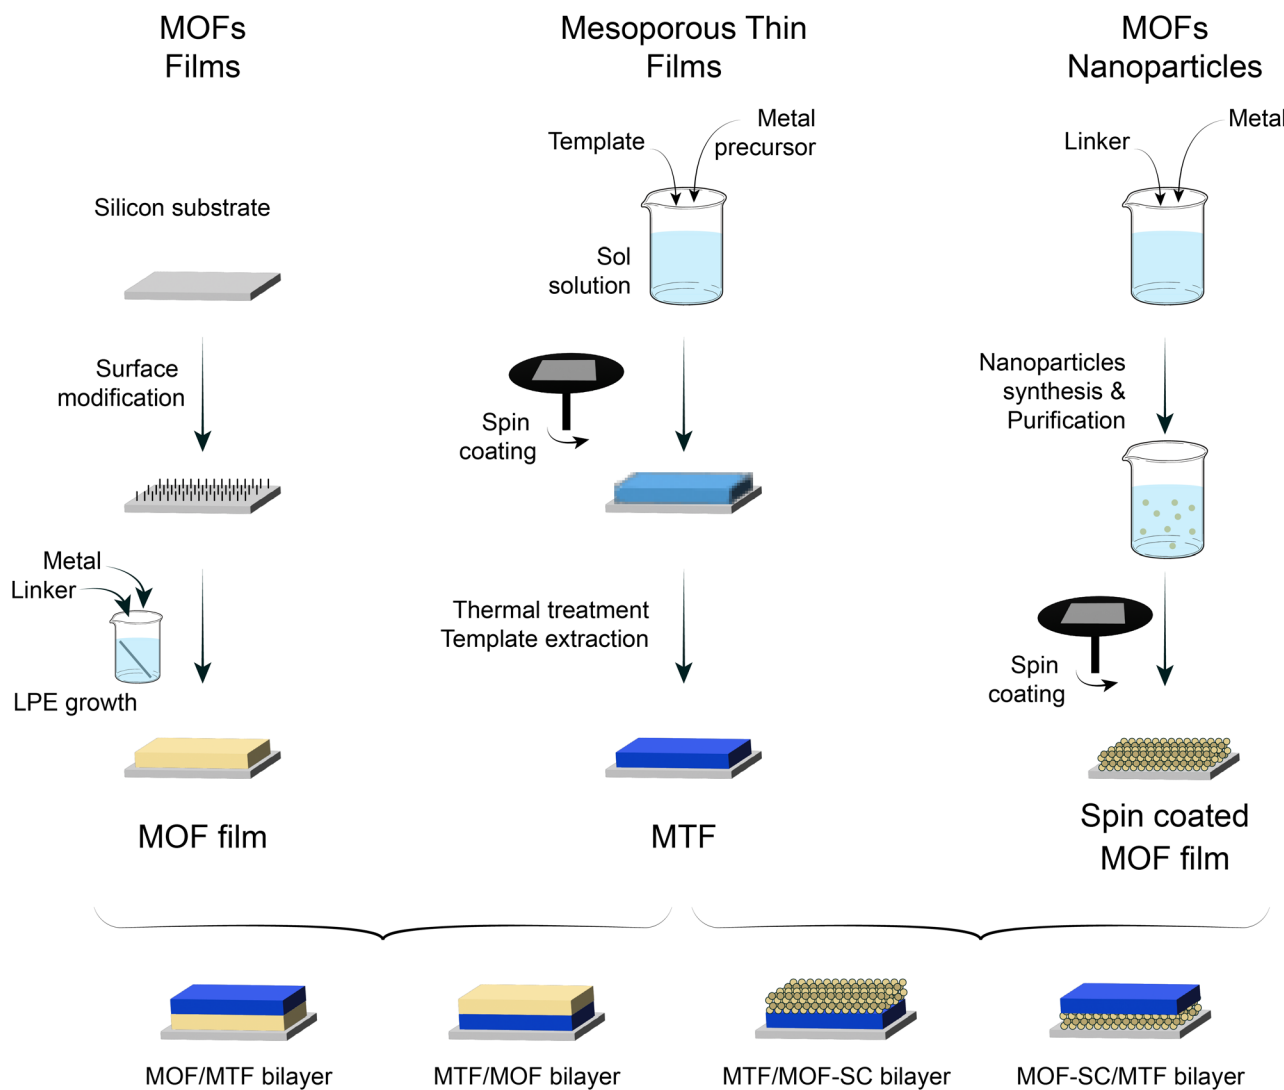 MOFs
Films
Mesoporous Thin
Films
MOFs
Nanoparticles
Silicon substrate
Surface
modification
Metal
Linker
LPE growth
MOF film
Template
Metal
precursor
Sol
solution
Spin
coating
Thermal treatment
Template extraction
MTF
Linker
Metal
Nanoparticles
synthesis &
Purification
Spin
coating
Spin coated
MOF film
MOF/MTF bilayer
MTF/MOF bilayer
MTF/MOF-SC bilayer
MOF-SC/MTF bilayer